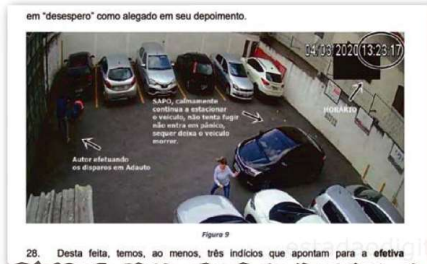 em "desespero" como alegado em seu depoimento.
04/03/2020 13:23:17
SAPO, calmamente
continua a estacionar
o veículo, não tenta fugir
não entra em pânico,
sequer deixa o veículo
morrer.
HORÁRIO
Autor efetuando
os disparos em Adauto
Figura 9
28. Desta feita, temos, ao menos, três indícios que apontam para a efetiva